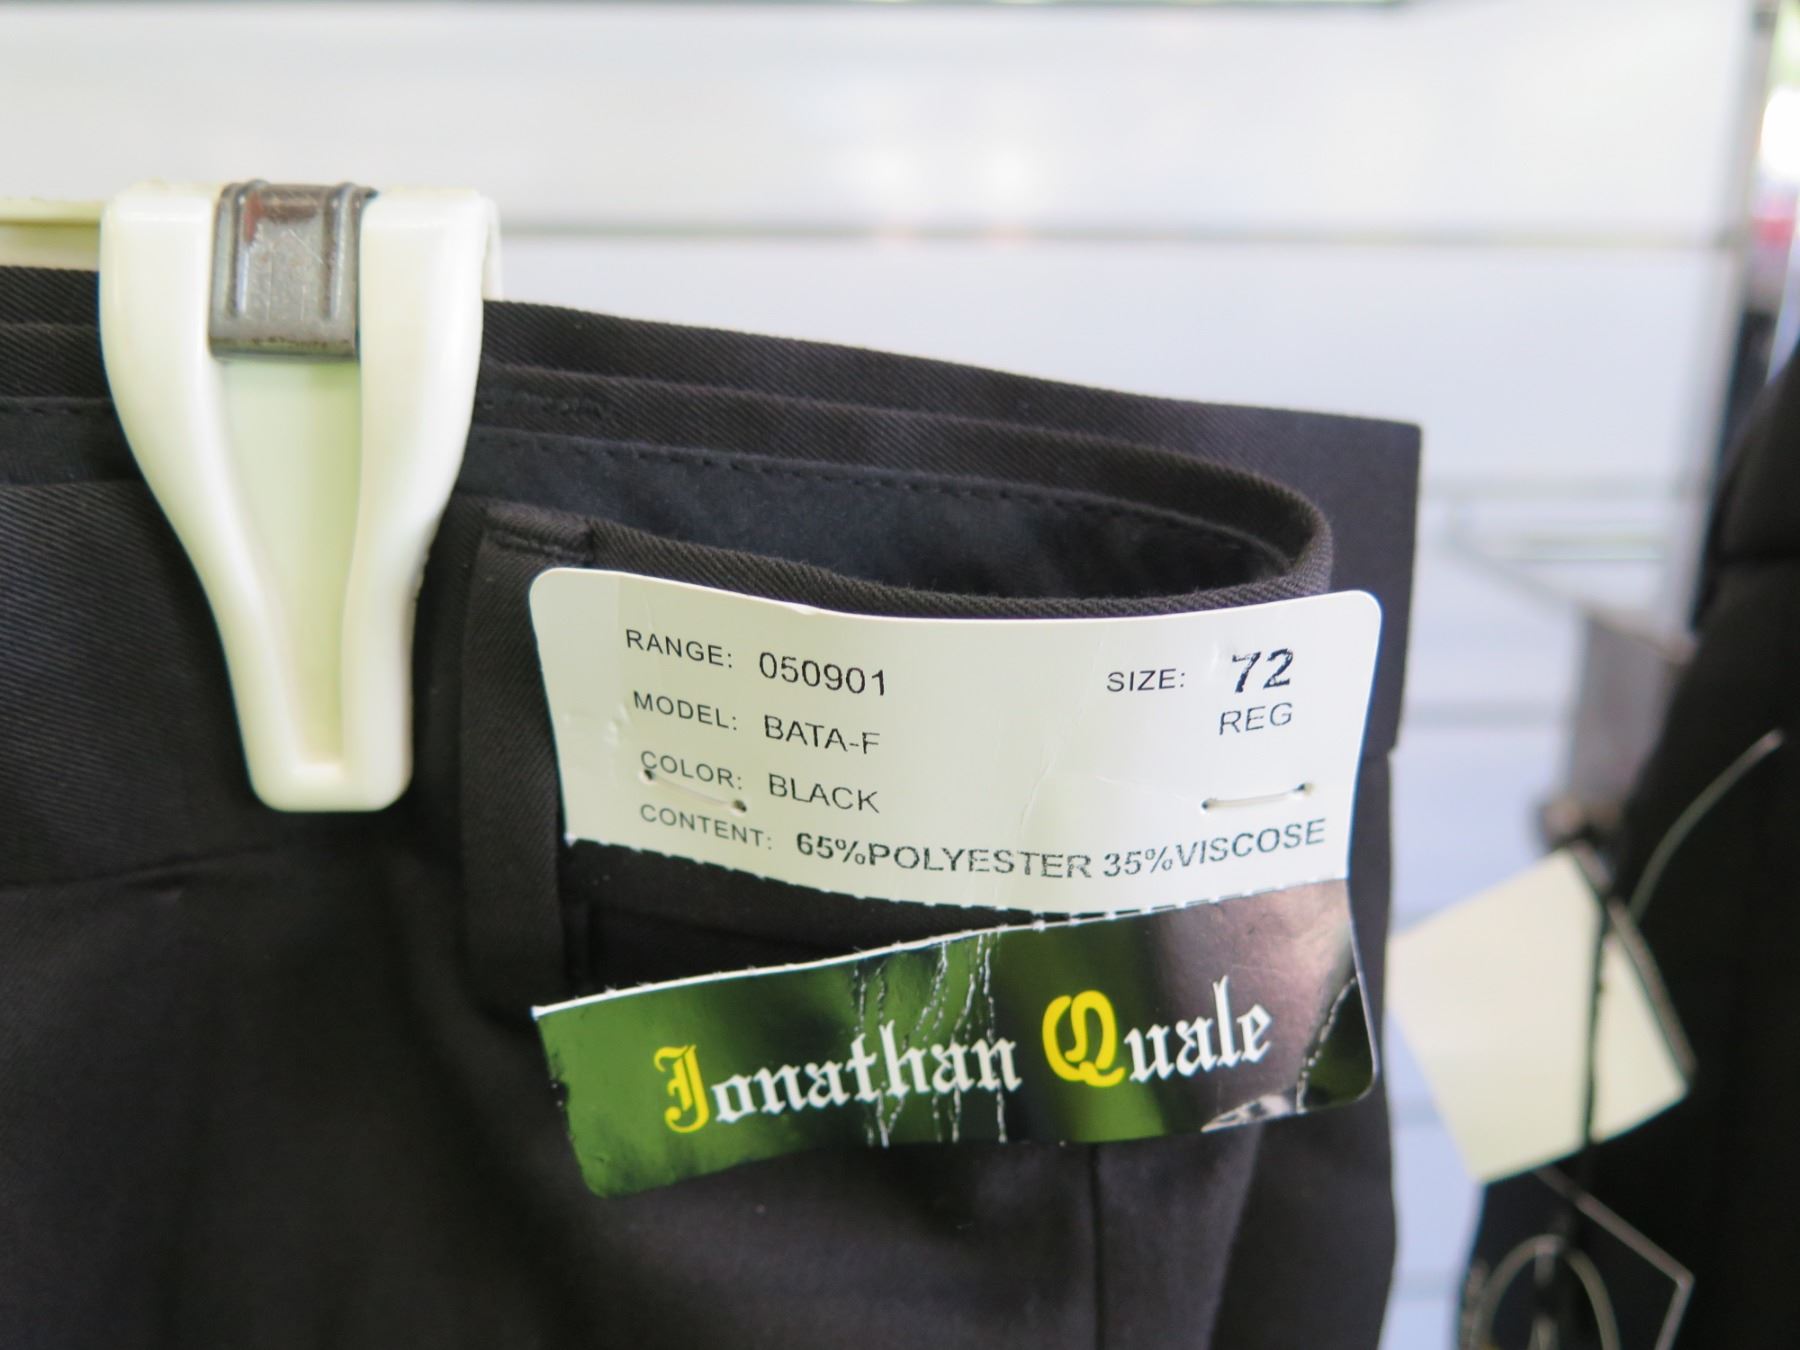 RANGE: 050901
MODEL: BATA-F
COLOR: BLACK
CONTENT: 65%POLYESTER 35%VISCOSE
SIZE: 72
REG
Jonathan Quale